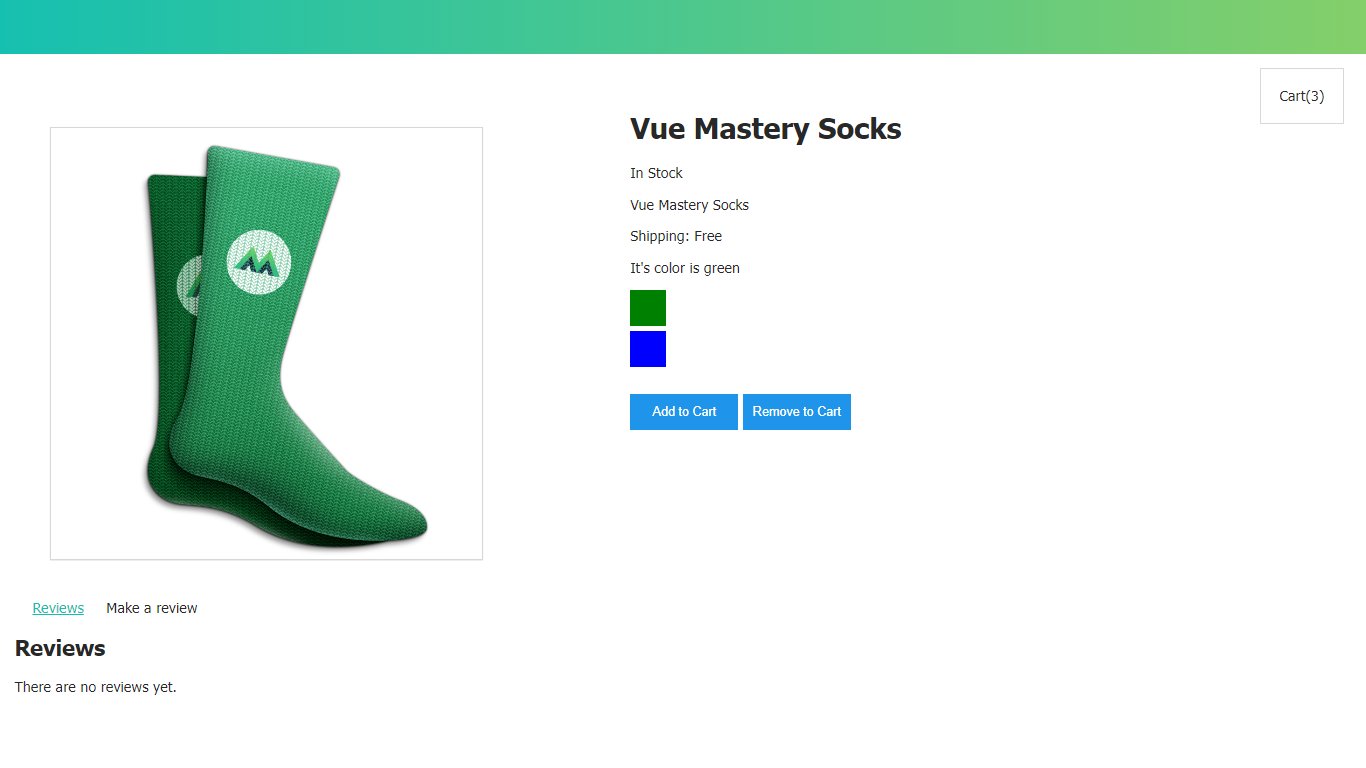 Cart(3)
Vue Mastery Socks
In Stock
Vue Mastery Socks
Shipping: Free
It's color is green
Add to Cart Remove to Cart
Reviews Make a review
Reviews
There are no reviews yet.